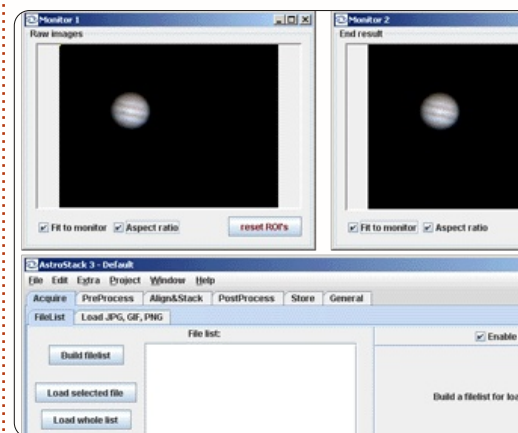 Monitor 1
Raw images
Fit to monitor Aspect ratio reset ROI's
Monitor 2
End result
Fit to monitor Aspect ratio
AstroStack 3 - Default
File Edit Extra Project Window Help
Acquire PreProcess Align&Stack PostProcess Store General
FileList Load JPG, GIF, PNG
File list:
Build filelist
Load selected file
Load whole list
Enable
Build a filelist for loa